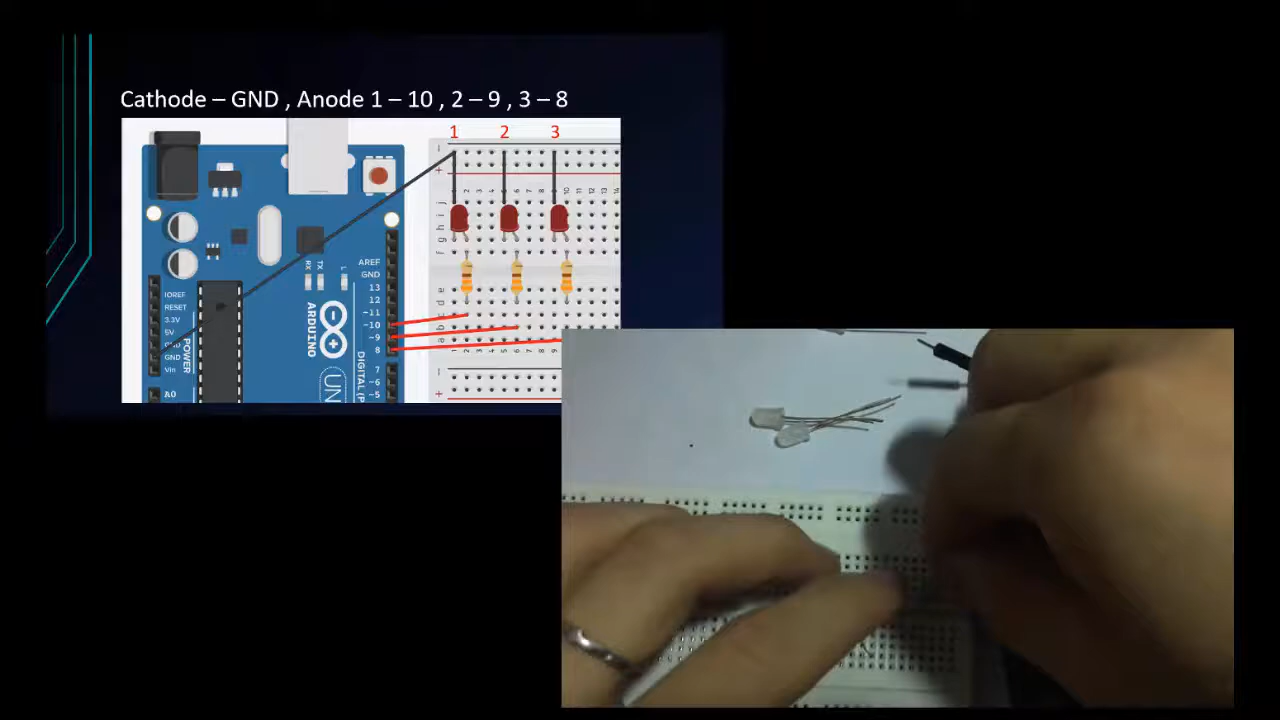 Cathode – GND , Anode 1 – 10 , 2 – 9 , 3 – 8
1 2 3
AREF
GND
13
12
~11
~10
~9
8
7
~6
~5
IOREF
RESET
3.3V
5V
GND
GND
Vin
A0
POWER
RX
TX
L
ARDUINO
UN
DIGITAL (P
j
i
h
g
f
e
d
c
b
a